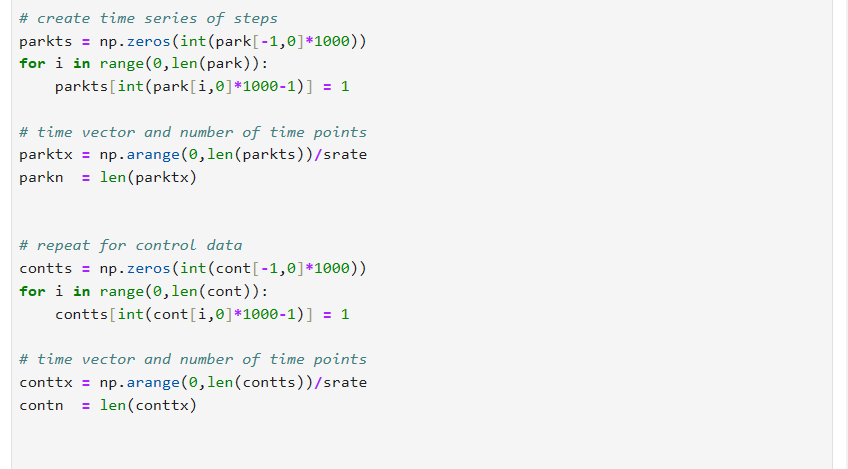 # create time series of steps
parkts = np.zeros(int(park[-1,0]*1000))
for i in range(0,len(park)):
    parkts[int(park[i,0]*1000-1)] = 1
# time vector and number of time points
parktx = np.arange(0,len(parkts))/srate
parkn  = len(parktx)
# repeat for control data
contts = np.zeros(int(cont[-1,0]*1000))
for i in range(0,len(cont)):
    contts[int(cont[i,0]*1000-1)] = 1
# time vector and number of time points
conttx = np.arange(0,len(contts))/srate
contn  = len(conttx)